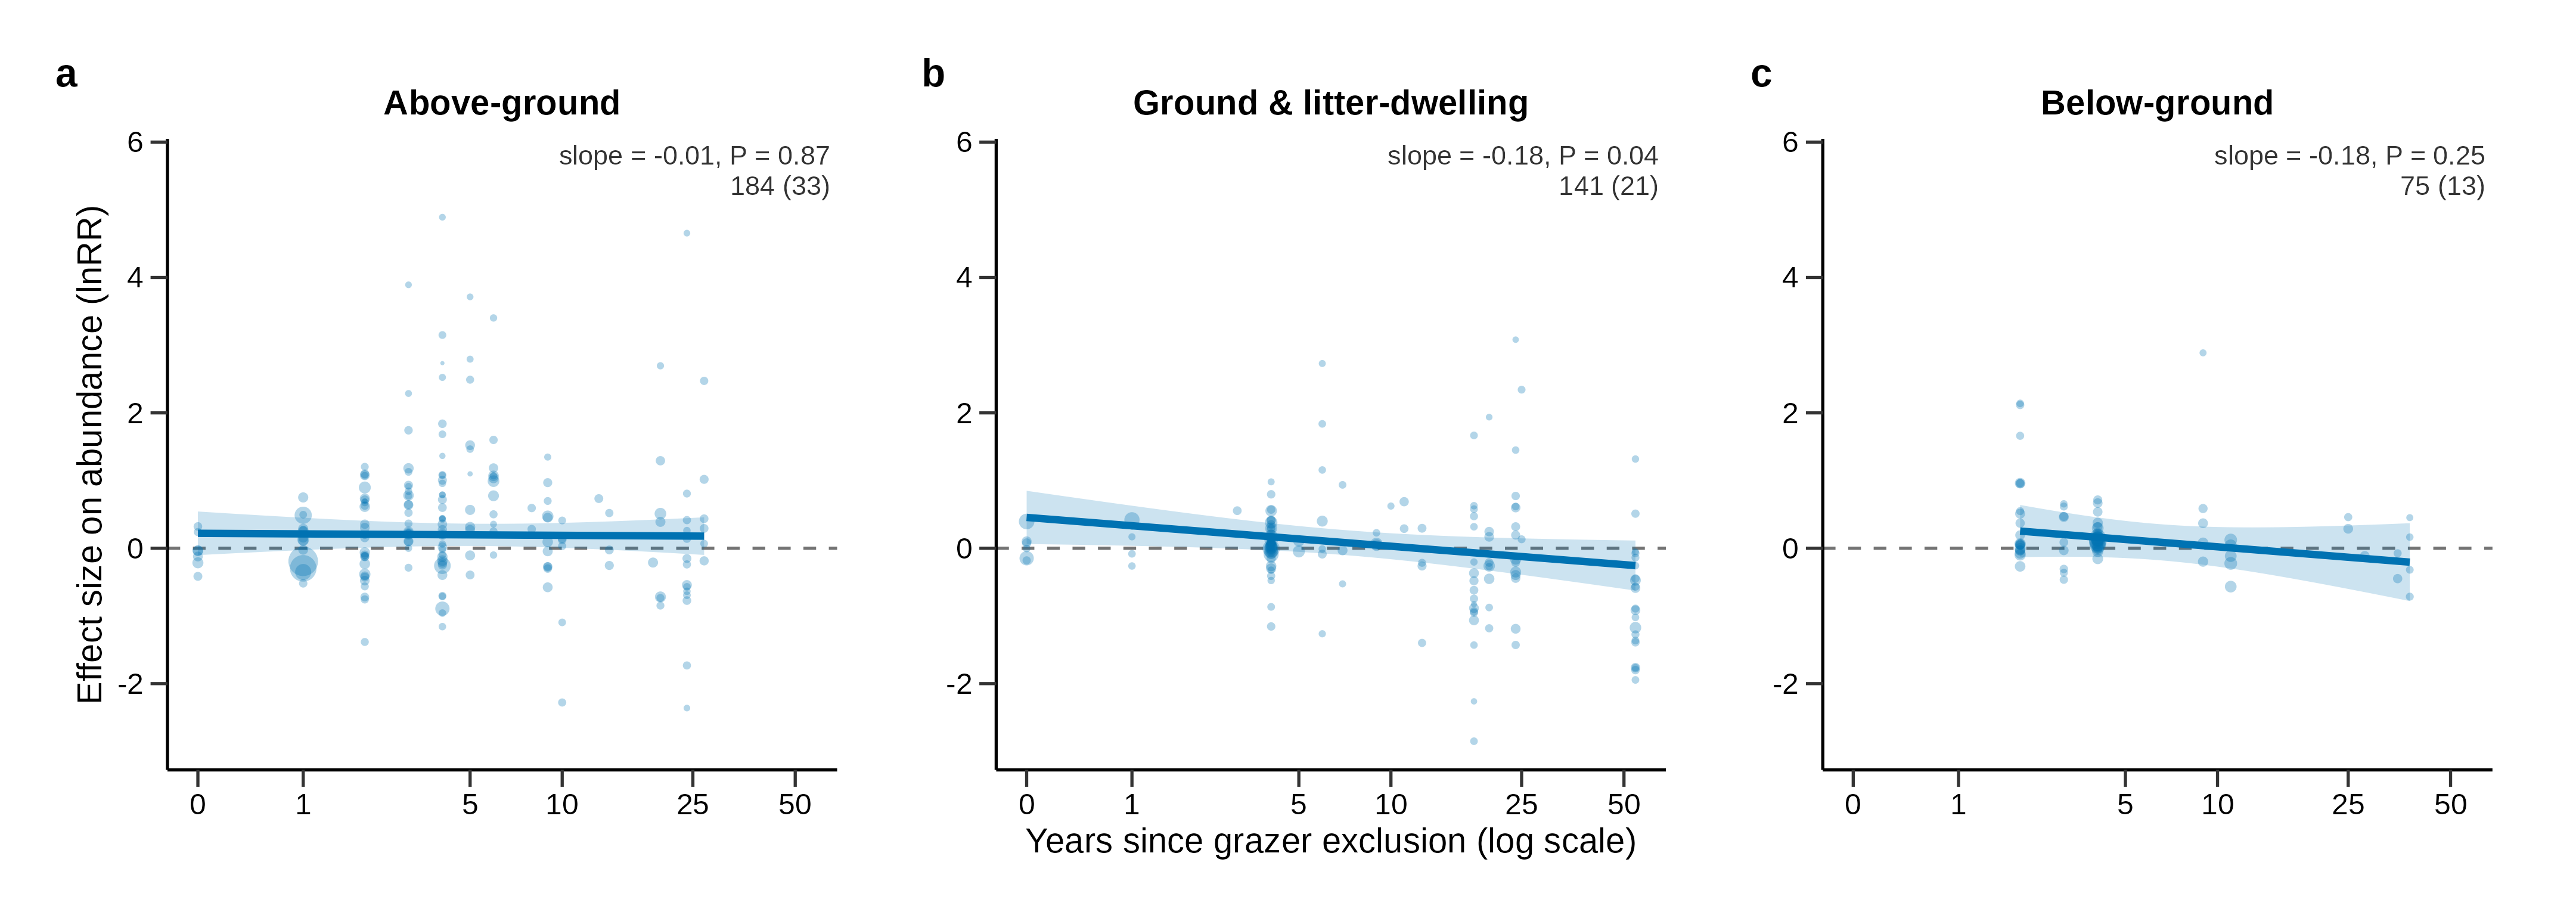 a
Above-ground
slope = -0.01, P = 0.87
184 (33)
Effect size on abundance (lnRR)
6
4
2
0
-2
0 1 5 10 25 50
b
Ground & litter-dwelling
slope = -0.18, P = 0.04
141 (21)
6
4
2
0
-2
0 1 5 10 25 50
Years since grazer exclusion (log scale)
c
Below-ground
slope = -0.18, P = 0.25
75 (13)
6
4
2
0
-2
0 1 5 10 25 50